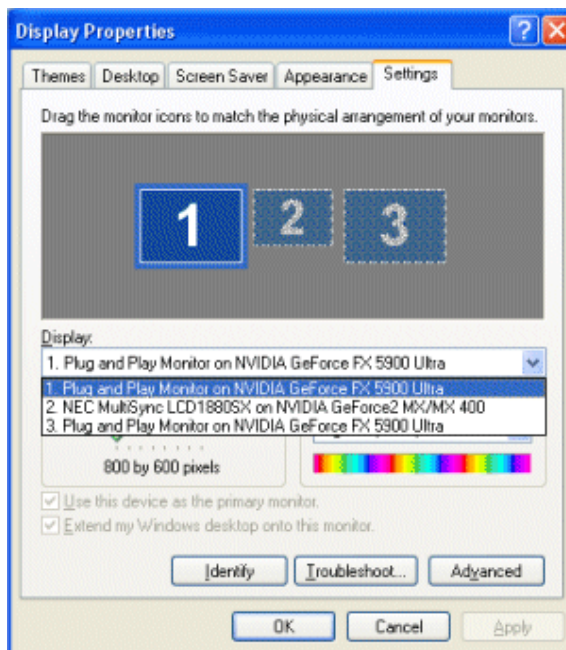 Display Properties
Themes Desktop Screen Saver Appearance Settings
Drag the monitor icons to match the physical arrangement of your monitors.
1 2 3
Display:
1. Plug and Play Monitor on NVIDIA GeForce FX 5900 Ultra
1. Plug and Play Monitor on NVIDIA GeForce FX 5900 Ultra
2. NEC MultiSync LCD1880SX on NVIDIA GeForce2 MX/MX 400
3. Plug and Play Monitor on NVIDIA GeForce FX 5900 Ultra
800 by 600 pixels
Use this device as the primary monitor.
Extend my Windows desktop onto this monitor.
Identify Troubleshoot... Advanced
OK Cancel Apply